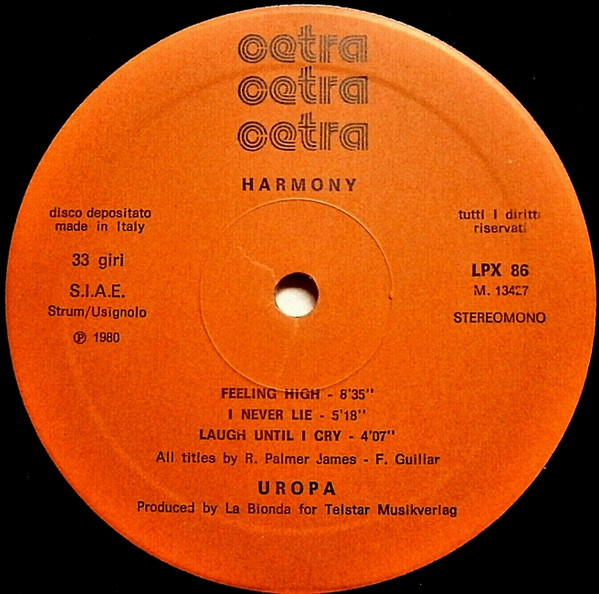 cetra
cetra
cetra
HARMONY
disco depositato
made in Italy
33 giri
S.I.A.E.
Strum/Usignolo
℗ 1980
tutti i diritti
riservati
LPX 86
M. 13427
STEREOMONO
FEELING HIGH - 8'35"
I NEVER LIE - 5'18"
LAUGH UNTIL I CRY - 4'07"
All titles by R. Palmer James - F. Guillar
UROPA
Produced by La Bionda for Telstar Musikverlag